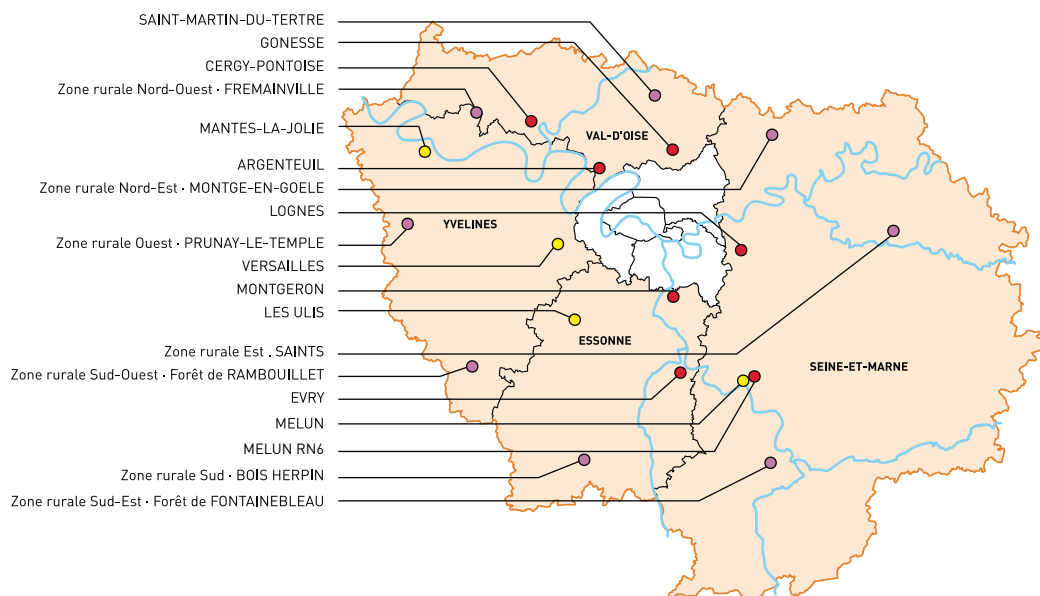 SAINT-MARTIN-DU-TERTRE
GONESSE
CERGY-PONTOISE
Zone rurale Nord-Ouest · FREMAINVILLE
MANTES-LA-JOLIE
ARGENTEUIL
Zone rurale Nord-Est · MONTGE-EN-GOELE
LOGNES
Zone rurale Ouest · PRUNAY-LE-TEMPLE
VERSAILLES
MONTGERON
LES ULIS
Zone rurale Est . SAINTS
Zone rurale Sud-Ouest · Forêt de RAMBOUILLET
EVRY
MELUN
MELUN RN6
Zone rurale Sud · BOIS HERPIN
Zone rurale Sud-Est · Forêt de FONTAINEBLEAU
VAL-D'OISE
YVELINES
ESSONNE
SEINE-ET-MARNE